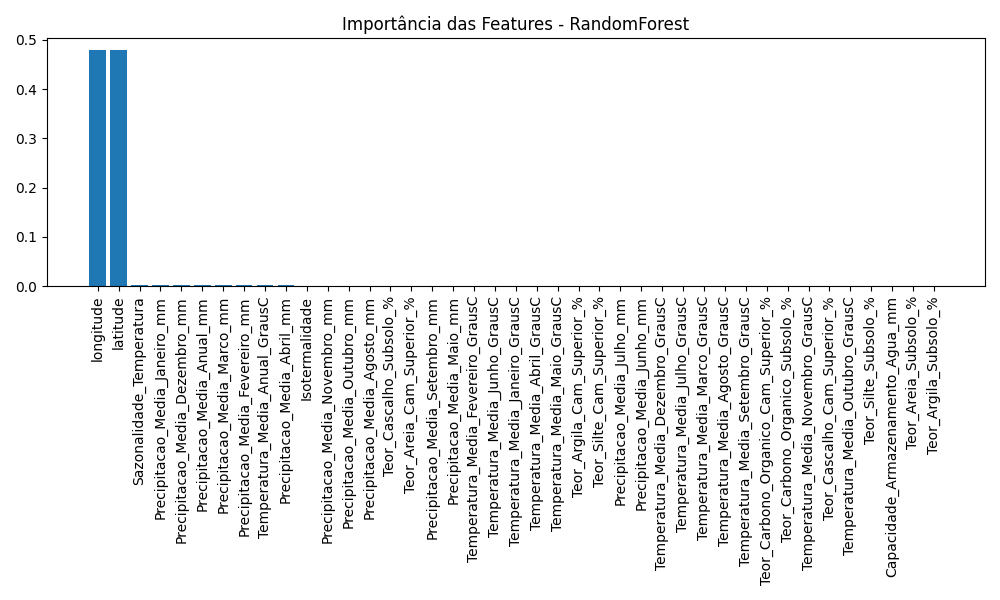 Importância das Features - RandomForest
0.5
0.4
0.3
0.2
0.1
0.0
longitude
latitude
Sazonalidade_Temperatura
Precipitacao_Media_Janeiro_mm
Precipitacao_Media_Dezembro_mm
Precipitacao_Media_Anual_mm
Precipitacao_Media_Marco_mm
Precipitacao_Media_Fevereiro_mm
Temperatura_Media_Anual_GrausC
Precipitacao_Media_Abril_mm
Isotermalidade
Precipitacao_Media_Novembro_mm
Precipitacao_Media_Outubro_mm
Precipitacao_Media_Agosto_mm
Teor_Cascalho_Subsolo_%
Teor_Areia_Cam_Superior_%
Precipitacao_Media_Setembro_mm
Precipitacao_Media_Maio_mm
Temperatura_Media_Fevereiro_GrausC
Temperatura_Media_Junho_GrausC
Temperatura_Media_Janeiro_GrausC
Temperatura_Media_Abril_GrausC
Temperatura_Media_Maio_GrausC
Teor_Argila_Cam_Superior_%
Teor_Silte_Cam_Superior_%
Precipitacao_Media_Julho_mm
Precipitacao_Media_Junho_mm
Temperatura_Media_Dezembro_GrausC
Temperatura_Media_Julho_GrausC
Temperatura_Media_Marco_GrausC
Temperatura_Media_Agosto_GrausC
Temperatura_Media_Setembro_GrausC
Teor_Carbono_Organico_Cam_Superior_%
Teor_Carbono_Organico_Subsolo_%
Temperatura_Media_Novembro_GrausC
Teor_Cascalho_Cam_Superior_%
Temperatura_Media_Outubro_GrausC
Teor_Silte_Subsolo_%
Capacidade_Armazenamento_Agua_mm
Teor_Areia_Subsolo_%
Teor_Argila_Subsolo_%